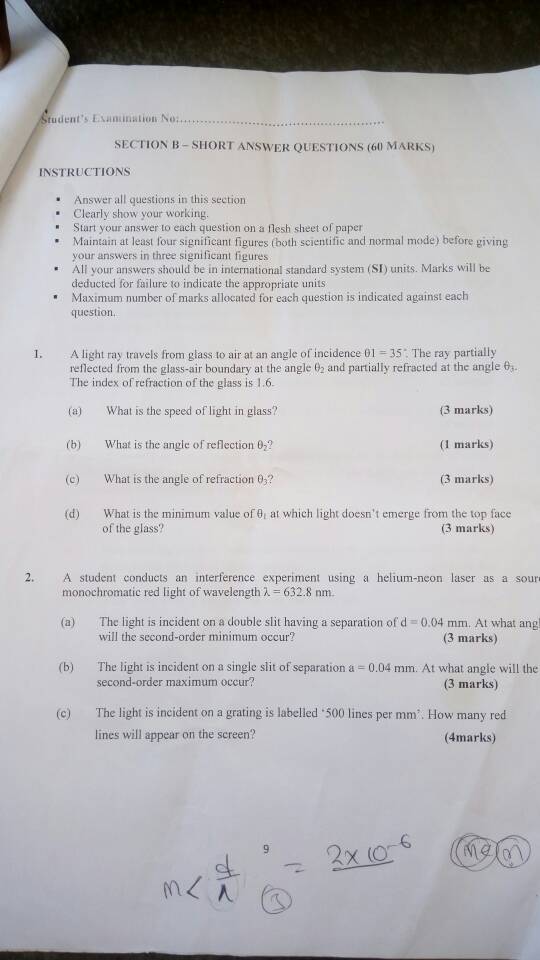 Student's Examination No:................................................
SECTION B – SHORT ANSWER QUESTIONS (60 MARKS)
INSTRUCTIONS
▪ Answer all questions in this section
▪ Clearly show your working.
▪ Start your answer to each question on a flesh sheet of paper
▪ Maintain at least four significant figures (both scientific and normal mode) before giving
your answers in three significant figures
▪ All your answers should be in international standard system (SI) units. Marks will be
deducted for failure to indicate the appropriate units
▪ Maximum number of marks allocated for each question is indicated against each
question.
1. A light ray travels from glass to air at an angle of incidence θ1 = 35°. The ray partially
reflected from the glass-air boundary at the angle θ₂ and partially refracted at the angle θ₃.
The index of refraction of the glass is 1.6.
(a) What is the speed of light in glass? (3 marks)
(b) What is the angle of reflection θ₂? (1 marks)
(c) What is the angle of refraction θ₃? (3 marks)
(d) What is the minimum value of θ₁ at which light doesn't emerge from the top face
of the glass? (3 marks)
2. A student conducts an interference experiment using a helium-neon laser as a sour
monochromatic red light of wavelength λ = 632.8 nm.
(a) The light is incident on a double slit having a separation of d = 0.04 mm. At what ang
will the second-order minimum occur? (3 marks)
(b) The light is incident on a single slit of separation a = 0.04 mm. At what angle will the
second-order maximum occur? (3 marks)
(c) The light is incident on a grating is labelled '500 lines per mm'. How many red
lines will appear on the screen? (4marks)
9
m < d/λ = 2 x 10⁻⁶